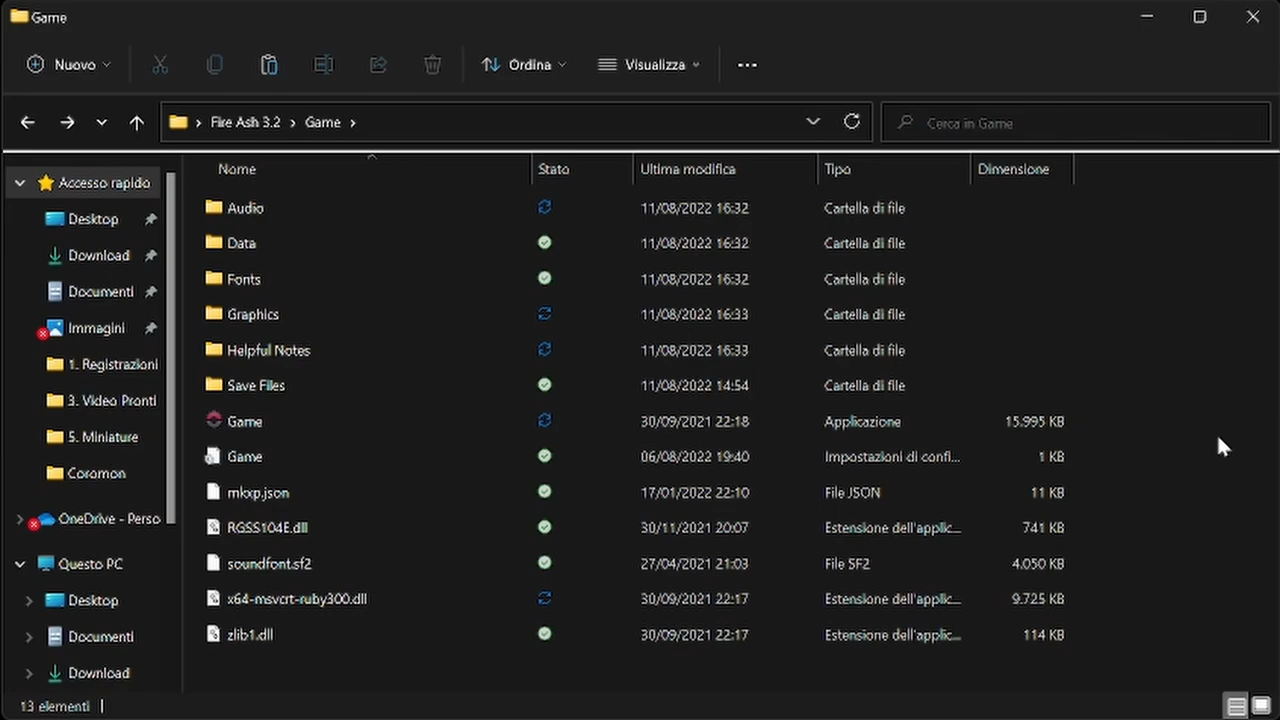 Game
Nuovo Ordina Visualizza
Fire Ash 3.2 Game Cerca in Game
Nome Stato Ultima modifica Tipo Dimensione
Accesso rapido
Desktop
Download
Documenti
Immagini
1. Registrazioni
3. Video Pronti
5. Miniature
Coromon
OneDrive - Perso
Questo PC
Desktop
Documenti
Download
Audio 11/08/2022 16:32 Cartella di file
Data 11/08/2022 16:32 Cartella di file
Fonts 11/08/2022 16:32 Cartella di file
Graphics 11/08/2022 16:33 Cartella di file
Helpful Notes 11/08/2022 16:33 Cartella di file
Save Files 11/08/2022 14:54 Cartella di file
Game 30/09/2021 22:18 Applicazione 15.995 KB
Game 06/08/2022 19:40 Impostazioni di confi... 1 KB
mkxp.json 17/01/2022 22:10 File JSON 11 KB
RGSS104E.dll 30/11/2021 20:07 Estensione dell'applic... 741 KB
soundfont.sf2 27/04/2021 21:03 File SF2 4.050 KB
x64-msvcrt-ruby300.dll 30/09/2021 22:17 Estensione dell'applic... 9.725 KB
zlib1.dll 30/09/2021 22:17 Estensione dell'applic... 114 KB
13 elementi